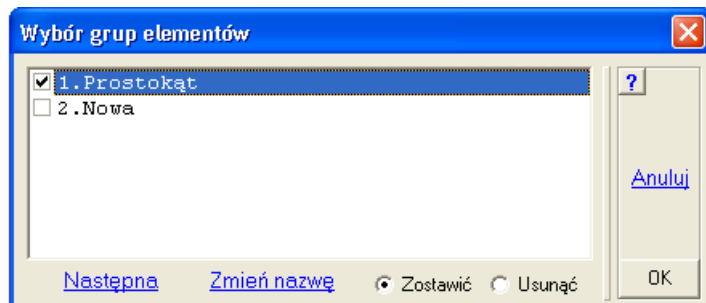 Wybór grup elementów
1.Prostokąt
2.Nowa
?
Anuluj
Następna Zmień nazwę Zostawić Usunąć OK